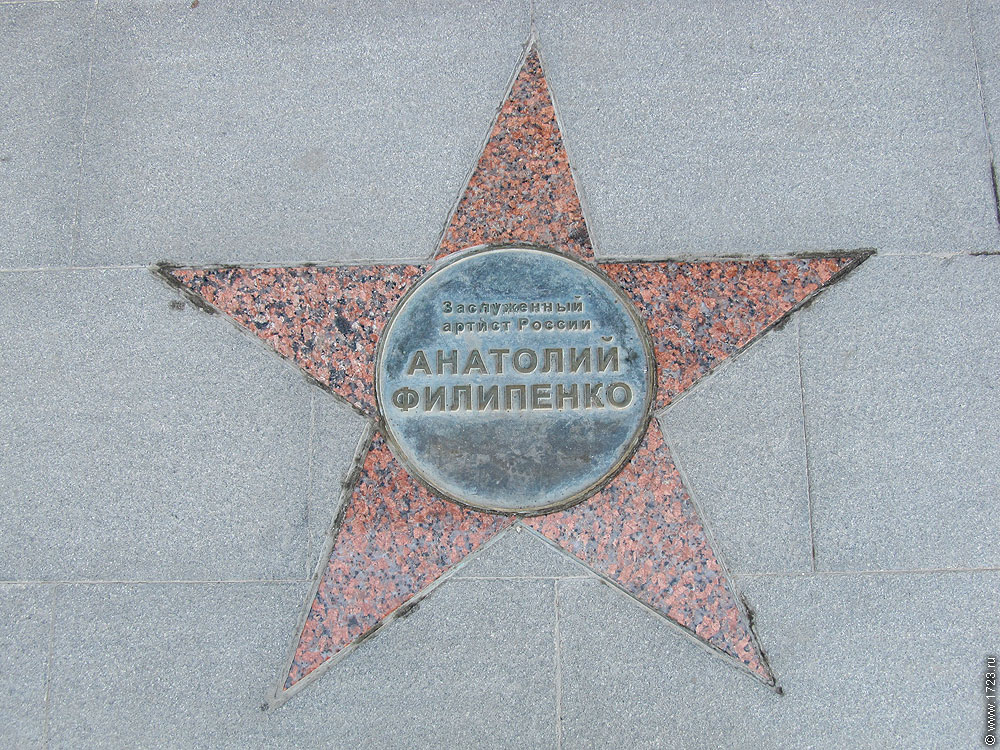 Заслуженный
артист России
АНАТОЛИЙ
ФИЛИПЕНКО
© www.1723.ru